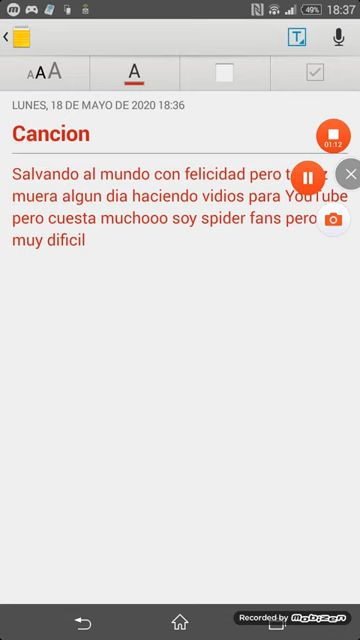 49% 18:37
T
AAA A
LUNES, 18 DE MAYO DE 2020 18:36
Cancion
01:12
Salvando al mundo con felicidad pero
muera algun dia haciendo vidios para YouTube
pero cuesta muchooo soy spider fans pero
muy dificil
Recorded by mobizen